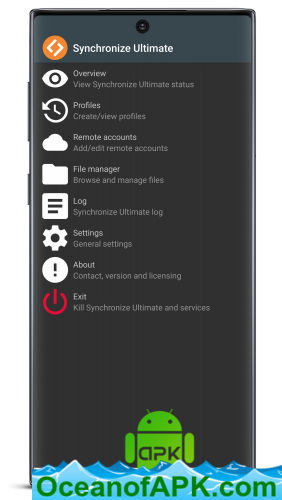 Synchronize Ultimate
Overview
View Synchronize Ultimate status
Profiles
Create/view profiles
Remote accounts
Add/edit remote accounts
File manager
Browse and manage files
Log
Synchronize Ultimate log
Settings
General settings
About
Contact, version and licensing
Exit
Kill Synchronize Ultimate and services
APK
OceanofAPK.com